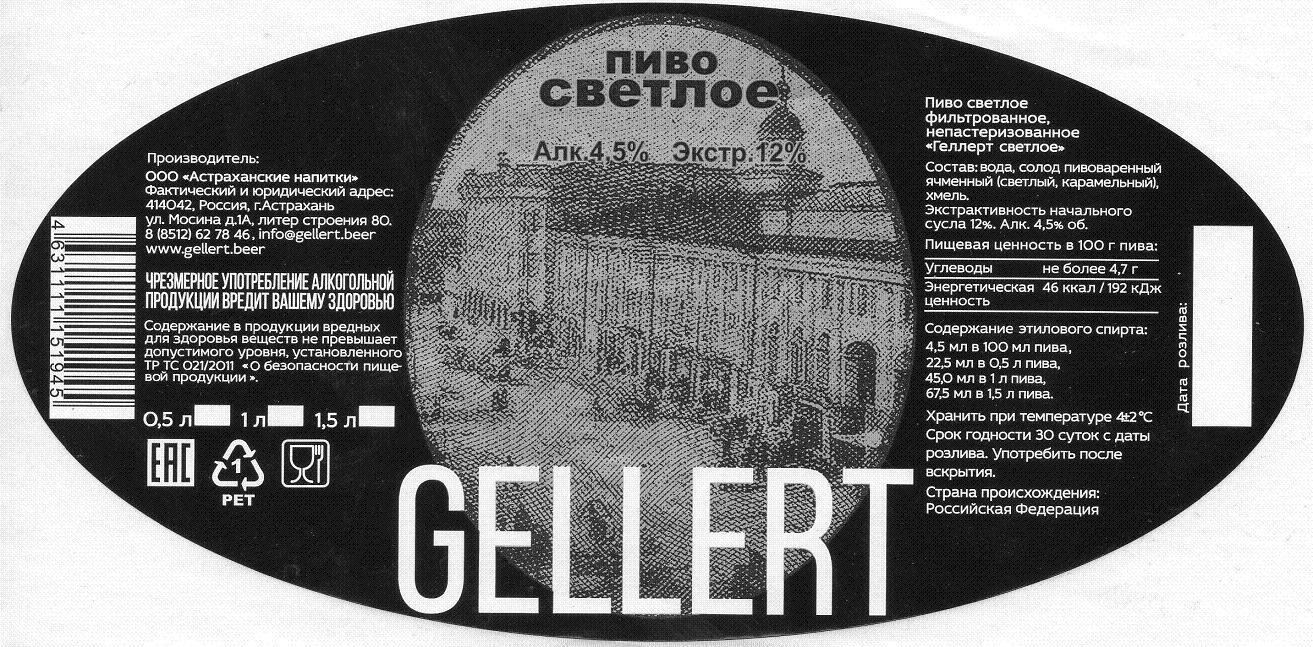 4631111151945
Производитель:
ООО «Астраханские напитки»
Фактический и юридический адрес:
414042, Россия, г.Астрахань
ул. Мосина д.1А, литер строения 80.
8 (8512) 62 78 46, info@gellert.beer
www.gellert.beer
ЧРЕЗМЕРНОЕ УПОТРЕБЛЕНИЕ АЛКОГОЛЬНОЙ
ПРОДУКЦИИ ВРЕДИТ ВАШЕМУ ЗДОРОВЬЮ
Содержание в продукции вредных
для здоровья веществ не превышает
допустимого уровня, установленного
ТР ТС 021/2011 «О безопасности пище-
вой продукции».
0,5 л 1 л 1,5 л
EAC
1
PET
пиво
светлое
Алк.4,5% Экстр.12%
GELLERT
Пиво светлое
фильтрованное,
непастеризованное
«Геллерт светлое»
Состав: вода, солод пивоваренный
ячменный (светлый, карамельный),
хмель.
Экстрактивность начального
сусла 12%. Алк. 4,5% об.
Пищевая ценность в 100 г пива:
Углеводы не более 4,7 г
Энергетическая 46 ккал / 192 кДж
ценность
Содержание этилового спирта:
4,5 мл в 100 мл пива,
22,5 мл в 0,5 л пива,
45,0 мл в 1 л пива,
67,5 мл в 1,5 л пива.
Хранить при температуре 4±2°С
Срок годности 30 суток с даты
розлива. Употребить после
вскрытия.
Страна происхождения:
Российская Федерация
Дата розлива: